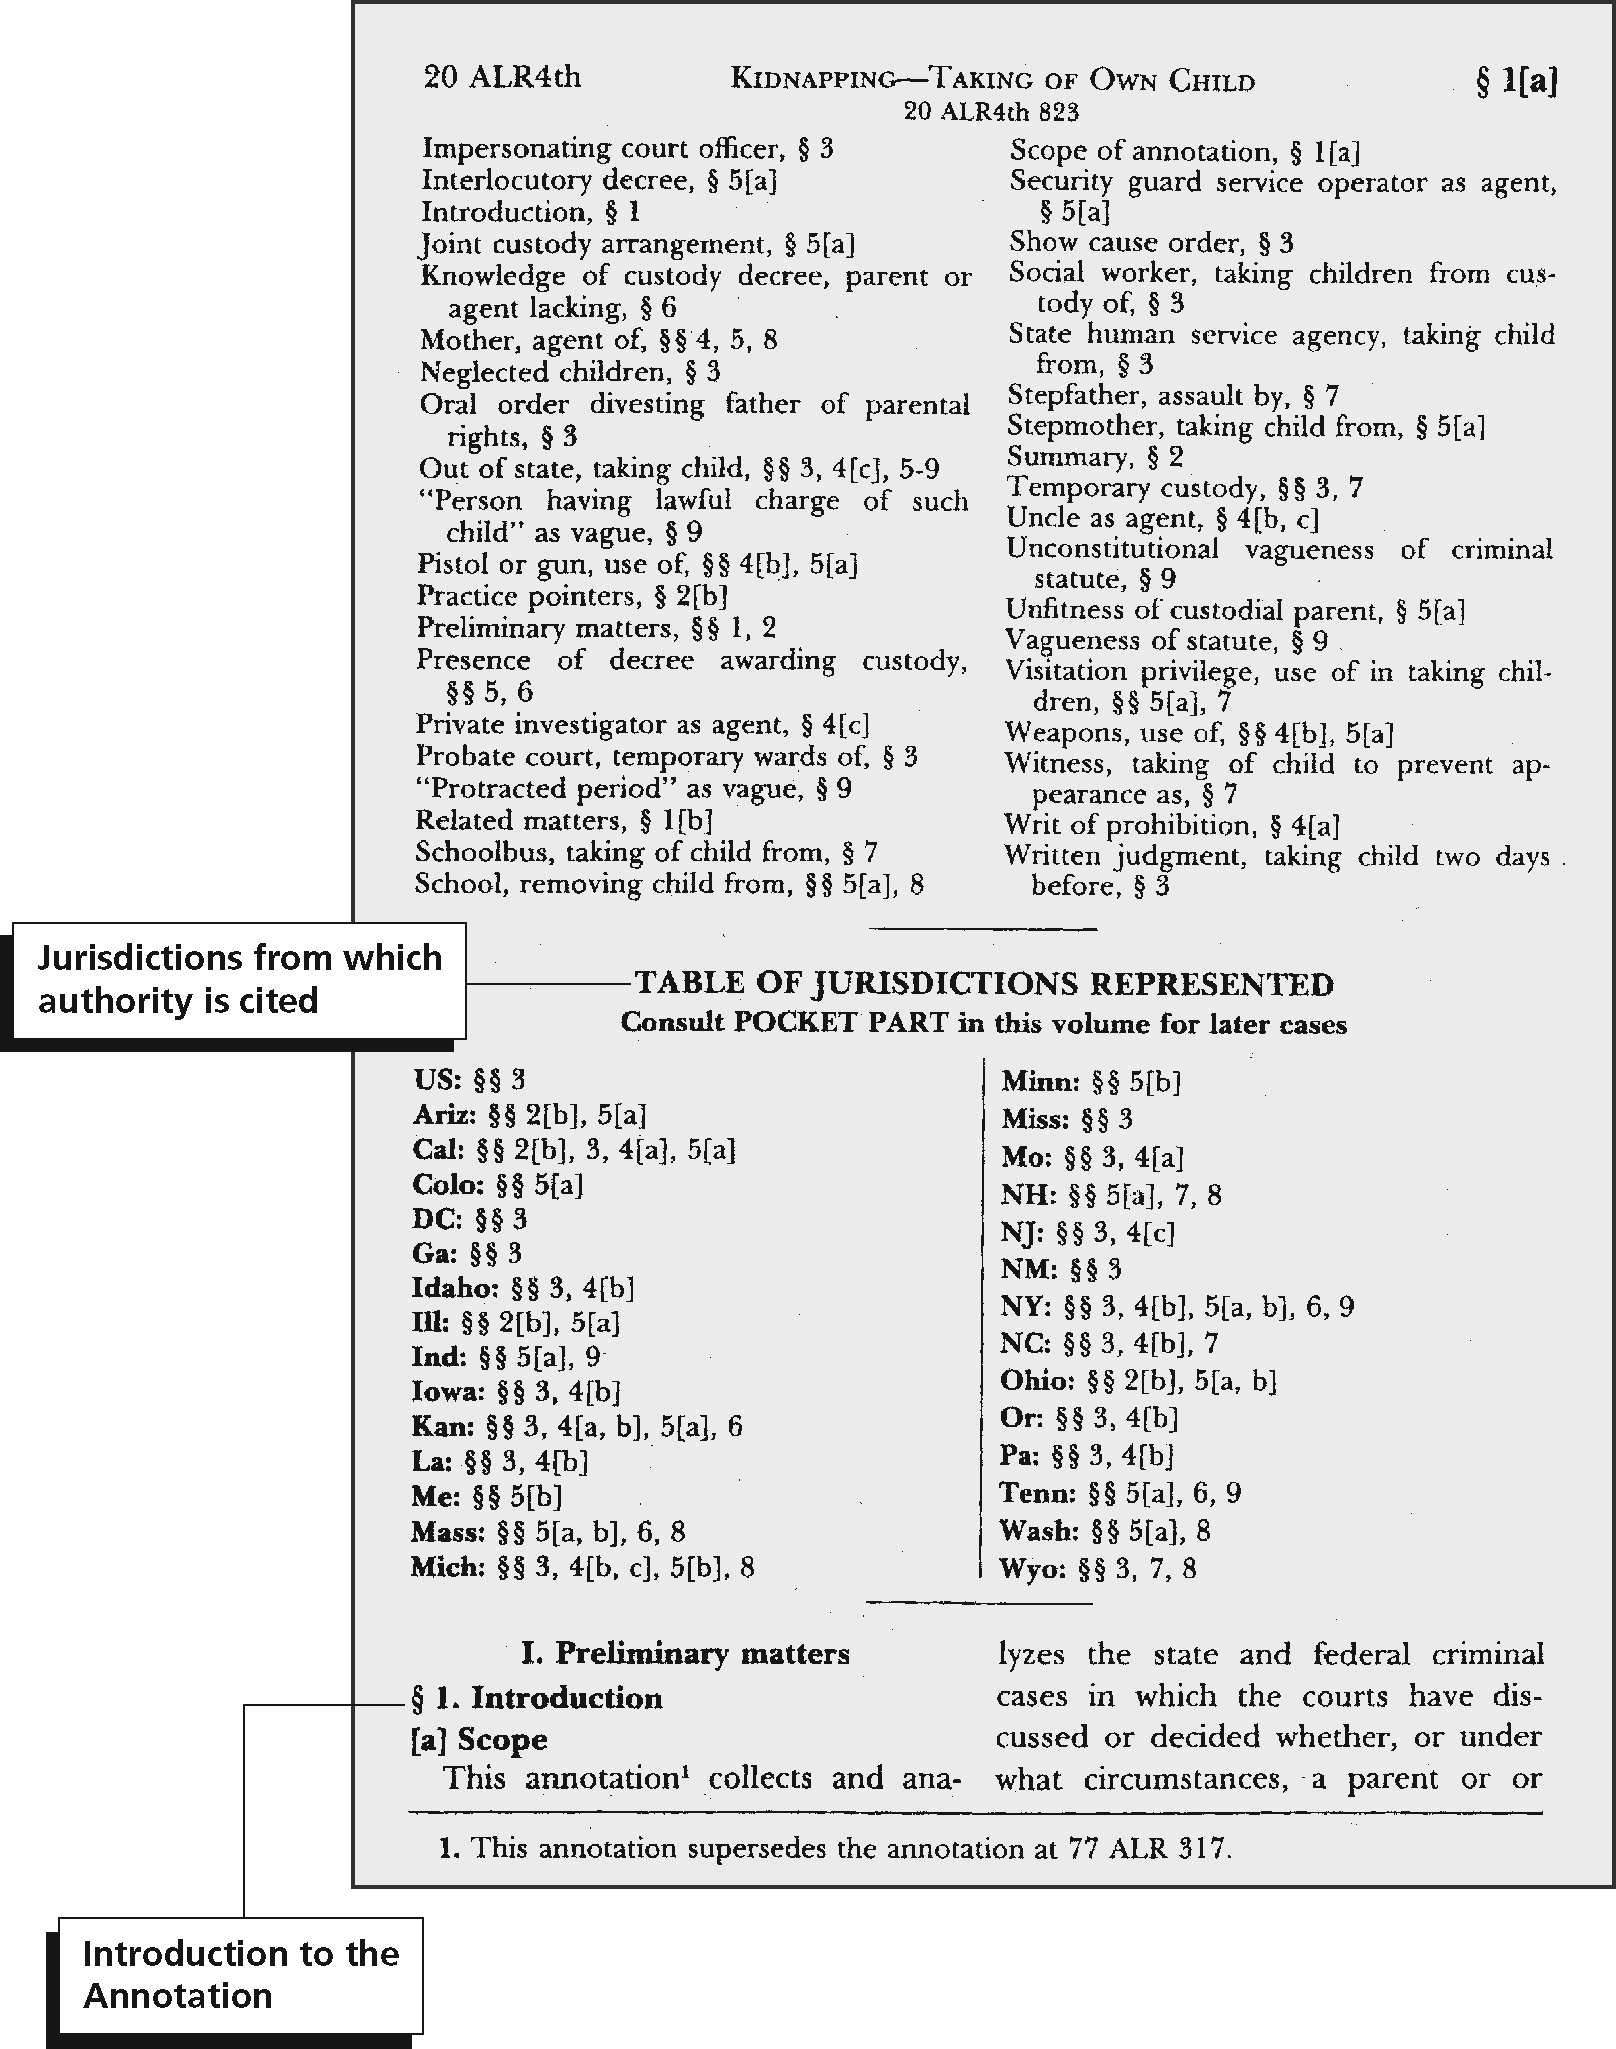 20 ALR4th KIDNAPPING—TAKING OF OWN CHILD § 1[a]
20 ALR4th 823
Impersonating court officer, § 3
Interlocutory decree, § 5[a]
Introduction, § 1
Joint custody arrangement, § 5[a]
Knowledge of custody decree, parent or
agent lacking, § 6
Mother, agent of, §§ 4, 5, 8
Neglected children, § 3
Oral order divesting father of parental
rights, § 3
Out of state, taking child, §§ 3, 4[c], 5-9
“Person having lawful charge of such
child” as vague, § 9
Pistol or gun, use of, §§ 4[b], 5[a]
Practice pointers, § 2[b]
Preliminary matters, §§ 1, 2
Presence of decree awarding custody,
§§ 5, 6
Private investigator as agent, § 4[c]
Probate court, temporary wards of, § 3
“Protracted period” as vague, § 9
Related matters, § 1[b]
Schoolbus, taking of child from, § 7
School, removing child from, §§ 5[a], 8
Scope of annotation, § 1[a]
Security guard service operator as agent,
§ 5[a]
Show cause order, § 3
Social worker, taking children from cus-
tody of, § 3
State human service agency, taking child
from, § 3
Stepfather, assault by, § 7
Stepmother, taking child from, § 5[a]
Summary, § 2
Temporary custody, §§ 3, 7
Uncle as agent, § 4[b, c]
Unconstitutional vagueness of criminal
statute, § 9
Unfitness of custodial parent, § 5[a]
Vagueness of statute, § 9
Visitation privilege, use of in taking chil-
dren, §§ 5[a], 7
Weapons, use of, §§ 4[b], 5[a]
Witness, taking of child to prevent ap-
pearance as, § 7
Writ of prohibition, § 4[a]
Written judgment, taking child two days
before, § 3
Jurisdictions from which
authority is cited
TABLE OF JURISDICTIONS REPRESENTED
Consult POCKET PART in this volume for later cases
US: §§ 3
Ariz: §§ 2[b], 5[a]
Cal: §§ 2[b], 3, 4[a], 5[a]
Colo: §§ 5[a]
DC: §§ 3
Ga: §§ 3
Idaho: §§ 3, 4[b]
Ill: §§ 2[b], 5[a]
Ind: §§ 5[a], 9
Iowa: §§ 3, 4[b]
Kan: §§ 3, 4[a, b], 5[a], 6
La: §§ 3, 4[b]
Me: §§ 5[b]
Mass: §§ 5[a, b], 6, 8
Mich: §§ 3, 4[b, c], 5[b], 8
Minn: §§ 5[b]
Miss: §§ 3
Mo: §§ 3, 4[a]
NH: §§ 5[a], 7, 8
NJ: §§ 3, 4[c]
NM: §§ 3
NY: §§ 3, 4[b], 5[a, b], 6, 9
NC: §§ 3, 4[b], 7
Ohio: §§ 2[b], 5[a, b]
Or: §§ 3, 4[b]
Pa: §§ 3, 4[b]
Tenn: §§ 5[a], 6, 9
Wash: §§ 5[a], 8
Wyo: §§ 3, 7, 8
I. Preliminary matters
§ 1. Introduction
[a] Scope
This annotation¹ collects and ana-
lyzes the state and federal criminal
cases in which the courts have dis-
cussed or decided whether, or under
what circumstances, a parent or or
1. This annotation supersedes the annotation at 77 ALR 317.
Introduction to the
Annotation